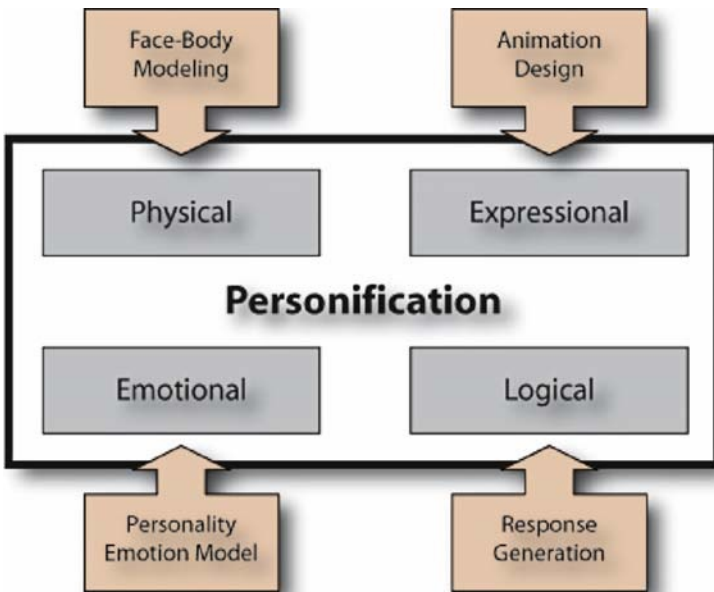 Face-Body
Modeling
Animation
Design
Physical
Expressional
Personification
Emotional
Logical
Personality
Emotion Model
Response
Generation